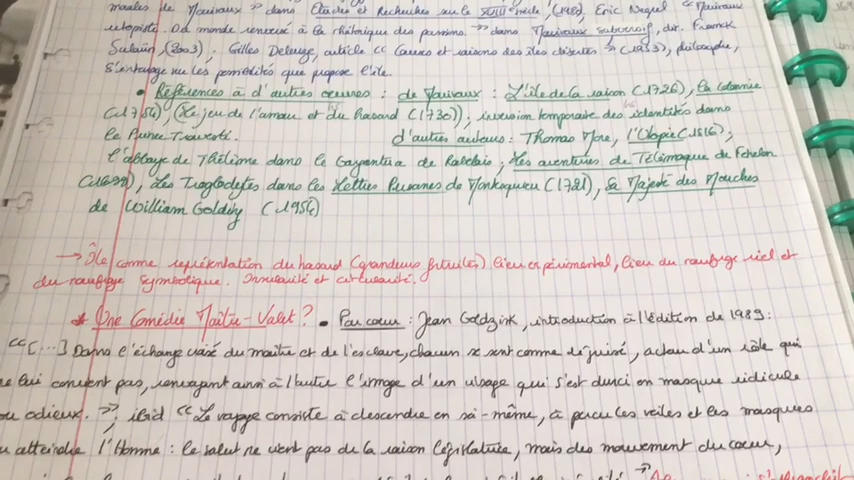 morales de Marivaux >> dans Études et Recherches sur le XVIIIème siècle, (1980), Eric Negrel << Marivaux
utopiste. Du monde renversé à la rhétorique des passions >> dans Marivaux subversif, dir. Franck
Salaün, (2003). Gilles Deleuze, article << Causes et raisons des îles désertes >> (1953), philosophe,
s'interroge sur les possibilités que propose l'île.
• Références à d'autres œuvres : de Marivaux : L'île de la raison (1726), la colonie
(1750), (Le jeu de l'amour et du hasard (1730)) ; inversion temporaire des identités dans
le Prince Travesti. d'autres auteurs : Thomas More, l'Utopie (1516) ;
l'abbaye de Thélème dans le Gargantua de Rabelais ; Les aventures de Télémaque de Fénelon
(1699), Les Troglodytes dans les Lettres Persanes de Montesquieu (1721), Sa Majesté des Mouches
de William Golding (1954)
→ Île comme représentation du hasard (grandeurs fortuites) lieu expérimental, lieu du naufrage réel et
du naufrage symbolique. Insularité et circularité.
* Une Comédie Maître-Valet ? • Par cœur : Jean Goldzink, introduction à l'édition de 1989 :
<< [...] Dans l'échange vexé du maître et de l'esclave, chacun se sent comme déguisé, acteur d'un rôle qui
ne lui convient pas, renvoyant ainsi à l'autre l'image d'un visage qui s'est durci en masque ridicule
ou odieux. >> ; ibid << Le voyage consiste à descendre en soi-même, à percer les voiles et les masques
atteindre l'Homme : le salut ne vient pas de la raison législatrice, mais des mouvement du cœur,